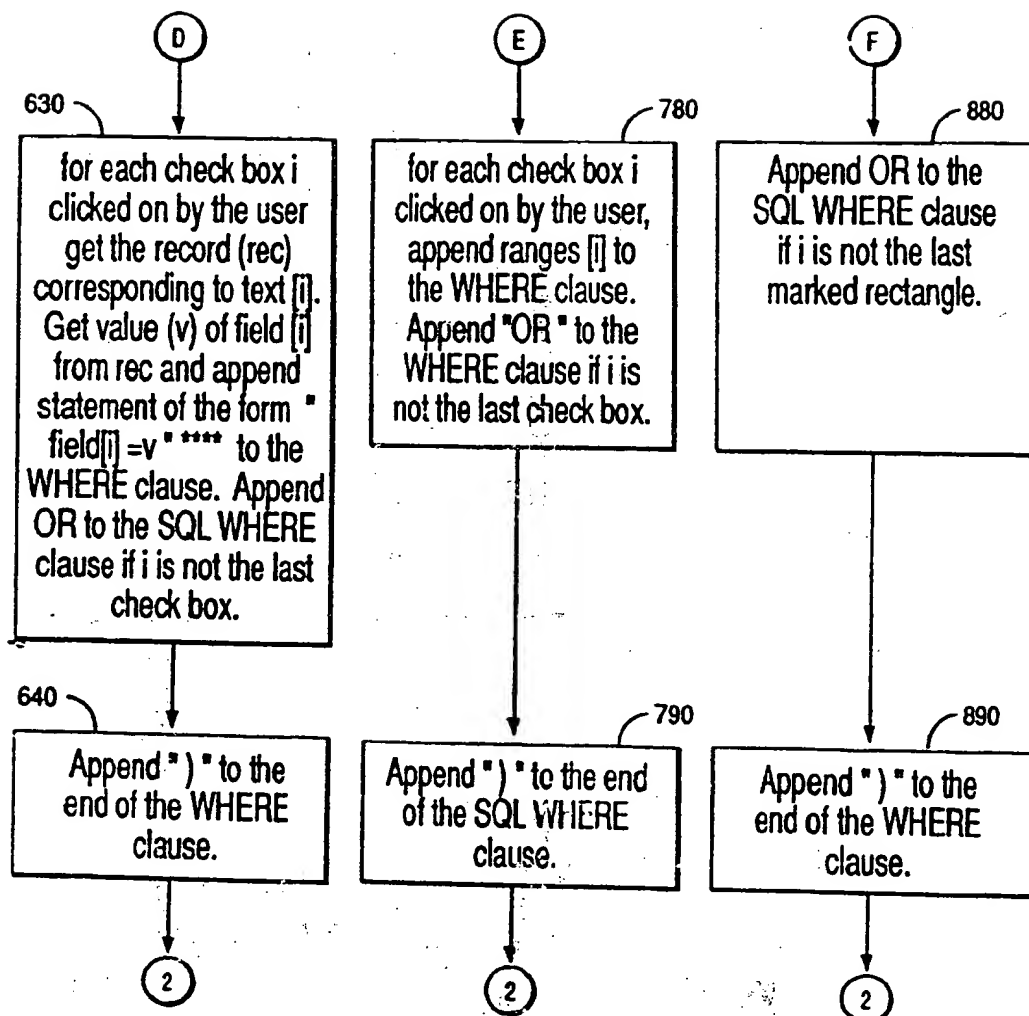 D
E
F
630
for each check box i
clicked on by the user
get the record (rec)
corresponding to text [i].
Get value (v) of field [i]
from rec and append
statement of the form "
field[i] =v " **** to the
WHERE clause. Append
OR to the SQL WHERE
clause if i is not the last
check box.
780
for each check box i
clicked on by the user,
append ranges [i] to
the WHERE clause.
Append "OR " to the
WHERE clause if i is
not the last check box.
880
Append OR to the
SQL WHERE clause
if i is not the last
marked rectangle.
640
Append " ) " to the
end of the WHERE
clause.
790
Append " ) " to the end
of the SQL WHERE
clause.
890
Append " ) " to the
end of the WHERE
clause.
2
2
2